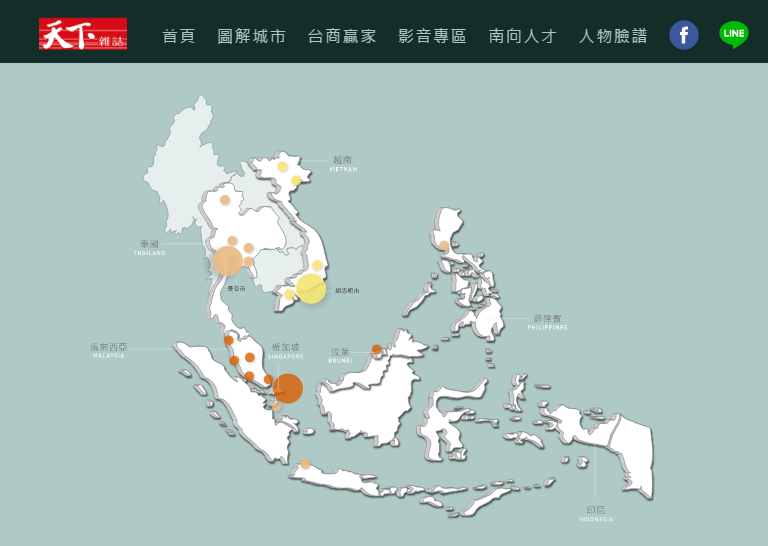 天下雜誌 首頁 圖解城市 台商贏家 影音專區 南向人才 人物臉譜 f LINE
越南
VIETNAM
泰國
THAILAND
曼谷市
胡志明市
菲律賓
PHILIPPINES
馬來西亞
MALAYSIA
新加坡
SINGAPORE
汶萊
BRUNEI
印尼
INDONESIA